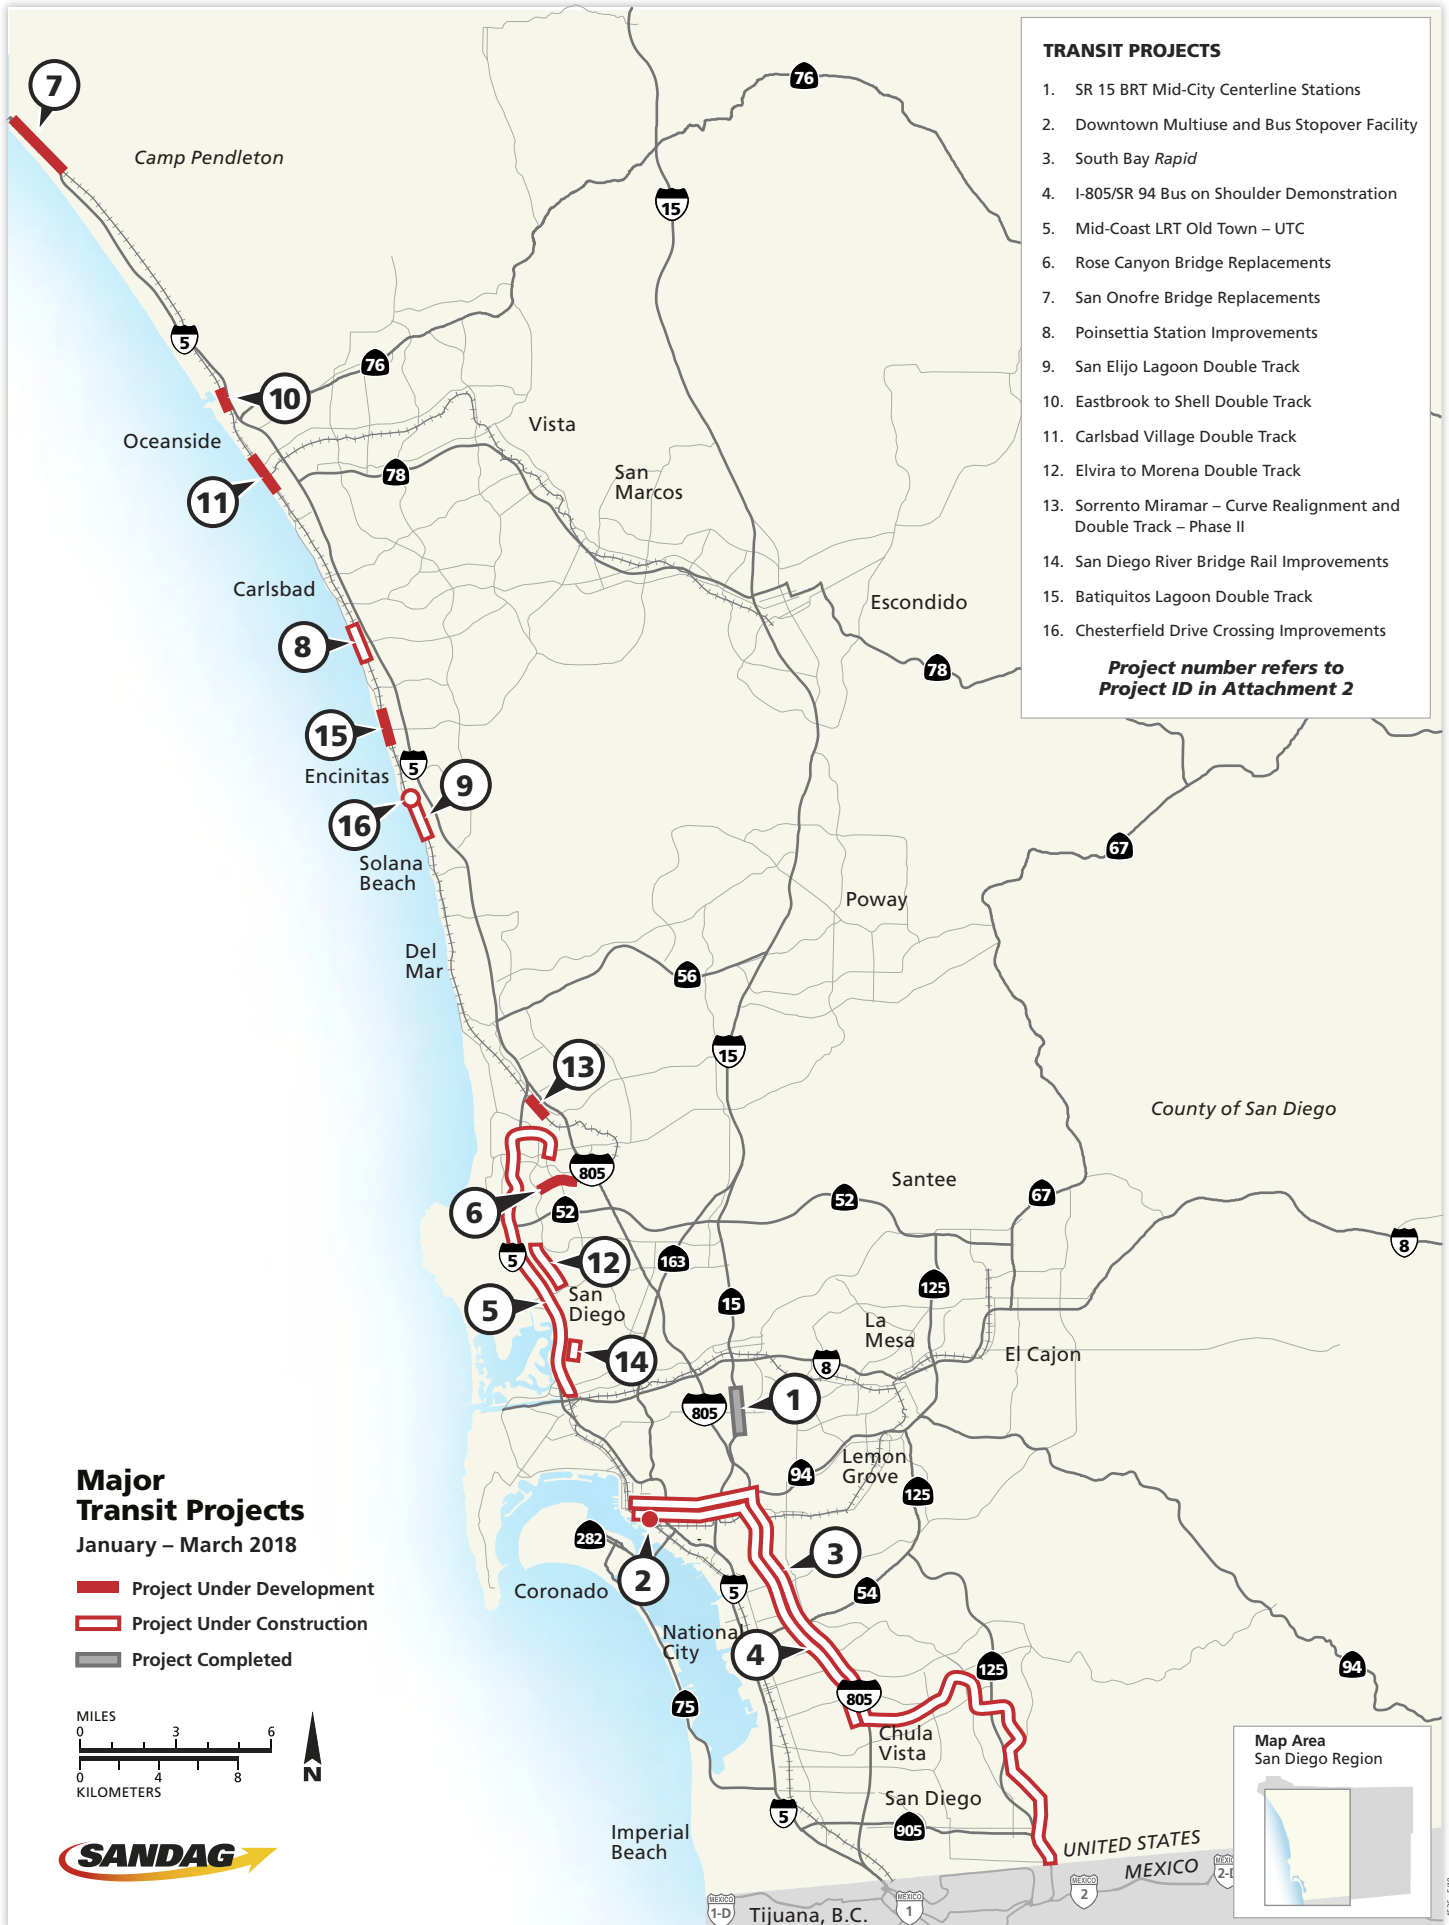 TRANSIT PROJECTS
1. SR 15 BRT Mid-City Centerline Stations
2. Downtown Multiuse and Bus Stopover Facility
3. South Bay Rapid
4. I-805/SR 94 Bus on Shoulder Demonstration
5. Mid-Coast LRT Old Town – UTC
6. Rose Canyon Bridge Replacements
7. San Onofre Bridge Replacements
8. Poinsettia Station Improvements
9. San Elijo Lagoon Double Track
10. Eastbrook to Shell Double Track
11. Carlsbad Village Double Track
12. Elvira to Morena Double Track
13. Sorrento Miramar – Curve Realignment and
Double Track – Phase II
14. San Diego River Bridge Rail Improvements
15. Batiquitos Lagoon Double Track
16. Chesterfield Drive Crossing Improvements
Project number refers to
Project ID in Attachment 2
7
76
Camp Pendleton
15
5
76
10
Oceanside
Vista
78
San
Marcos
11
Carlsbad
Escondido
8
78
15
Encinitas
5
9
16
67
Solana
Beach
Poway
Del
Mar
56
15
13
County of San Diego
805
Santee
52
67
6
52
5
12
163
8
125
15
5
San
Diego
La
Mesa
14
8
El Cajon
1
805
Lemon
Grove
94
125
282
2
3
Coronado
5
54
National
City
4
125
94
805
75
Chula
Vista
San Diego
5
905
Imperial
Beach
UNITED STATES
MEXICO
MEXICO
1-D
Tijuana, B.C.
MEXICO
1
MEXICO
2
Major
Transit Projects
January – March 2018
Project Under Development
Project Under Construction
Project Completed
MILES
0 3 6
0 4 8
KILOMETERS
N
SANDAG
Map Area
San Diego Region